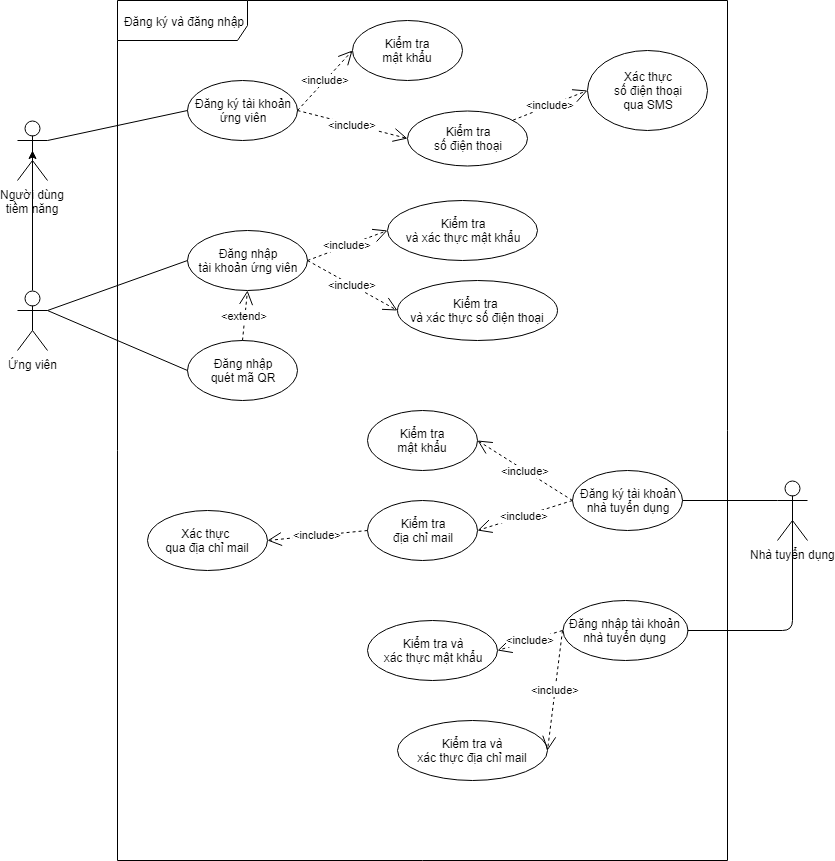 Đăng ký và đăng nhập
Kiểm tra
mật khẩu
<include>
Xác thực
số điện thoại
qua SMS
Đăng ký tài khoản
ứng viên
<include>
<include>
Kiểm tra
số điện thoại
Người dùng
tiềm năng
Kiểm tra
và xác thực mật khẩu
<include>
Đăng nhập
tài khoản ứng viên
<include>
Kiểm tra
và xác thực số điện thoại
<extend>
Ứng viên
Đăng nhập
quét mã QR
Kiểm tra
mật khẩu
<include>
Đăng ký tài khoản
nhà tuyển dụng
<include>
Kiểm tra
địa chỉ mail
<include>
Xác thực
qua địa chỉ mail
Nhà tuyển dụng
Đăng nhập tài khoản
nhà tuyển dụng
<include>
Kiểm tra và
xác thực mật khẩu
<include>
Kiểm tra và
xác thực địa chỉ mail